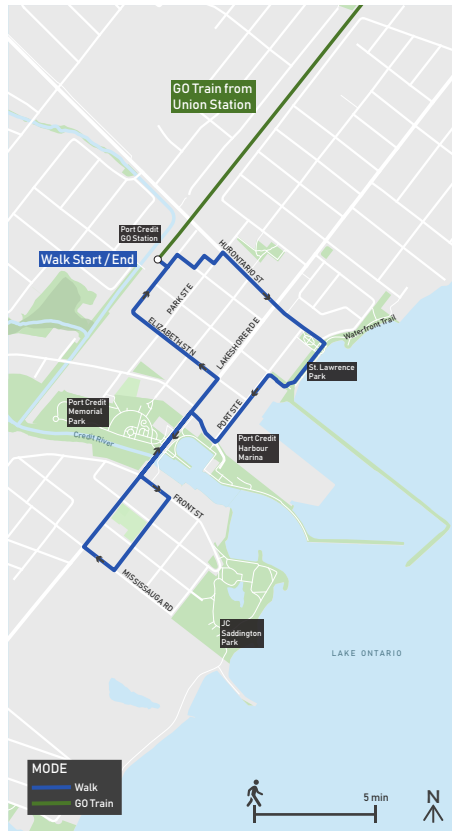 GO Train from
Union Station
Port Credit
GO Station
Walk Start / End
HURONTARIO ST
PARK ST E
LAKESHORE RD E
ELIZABETH ST N
Waterfront Trail
St. Lawrence
Park
PORT ST E
Port Credit
Memorial
Park
Credit River
Port Credit
Harbour
Marina
FRONT ST
MISSISSAUGA RD
JC
Saddington
Park
LAKE ONTARIO
MODE
Walk
GO Train
5 min
N